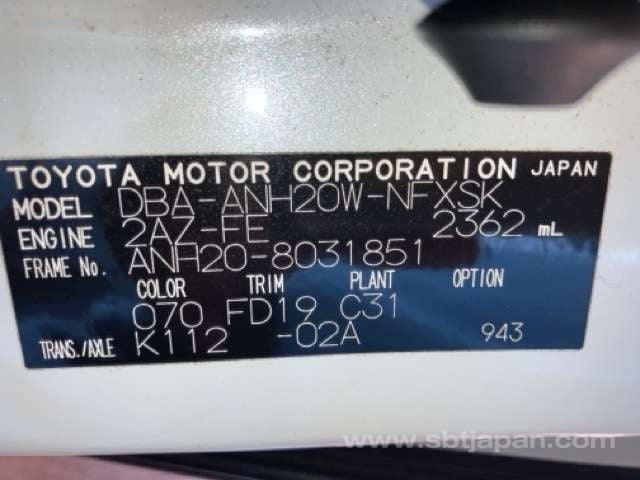 TOYOTA MOTOR CORPORATION JAPAN
MODEL DBA-ANH20W-NFXSK
ENGINE 2AZ-FE 2362 mL
FRAME No. ANH20-8031851
COLOR TRIM PLANT OPTION
070 FD19 C31
TRANS./AXLE K112 -02A 943
www.sbtjapan.com